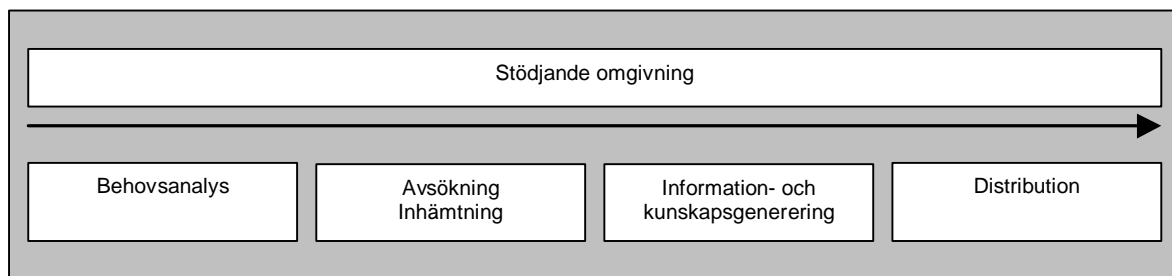 Stödjande omgivning
Behovsanalys
Avsökning
Inhämtning
Information- och
kunskapsgenerering
Distribution